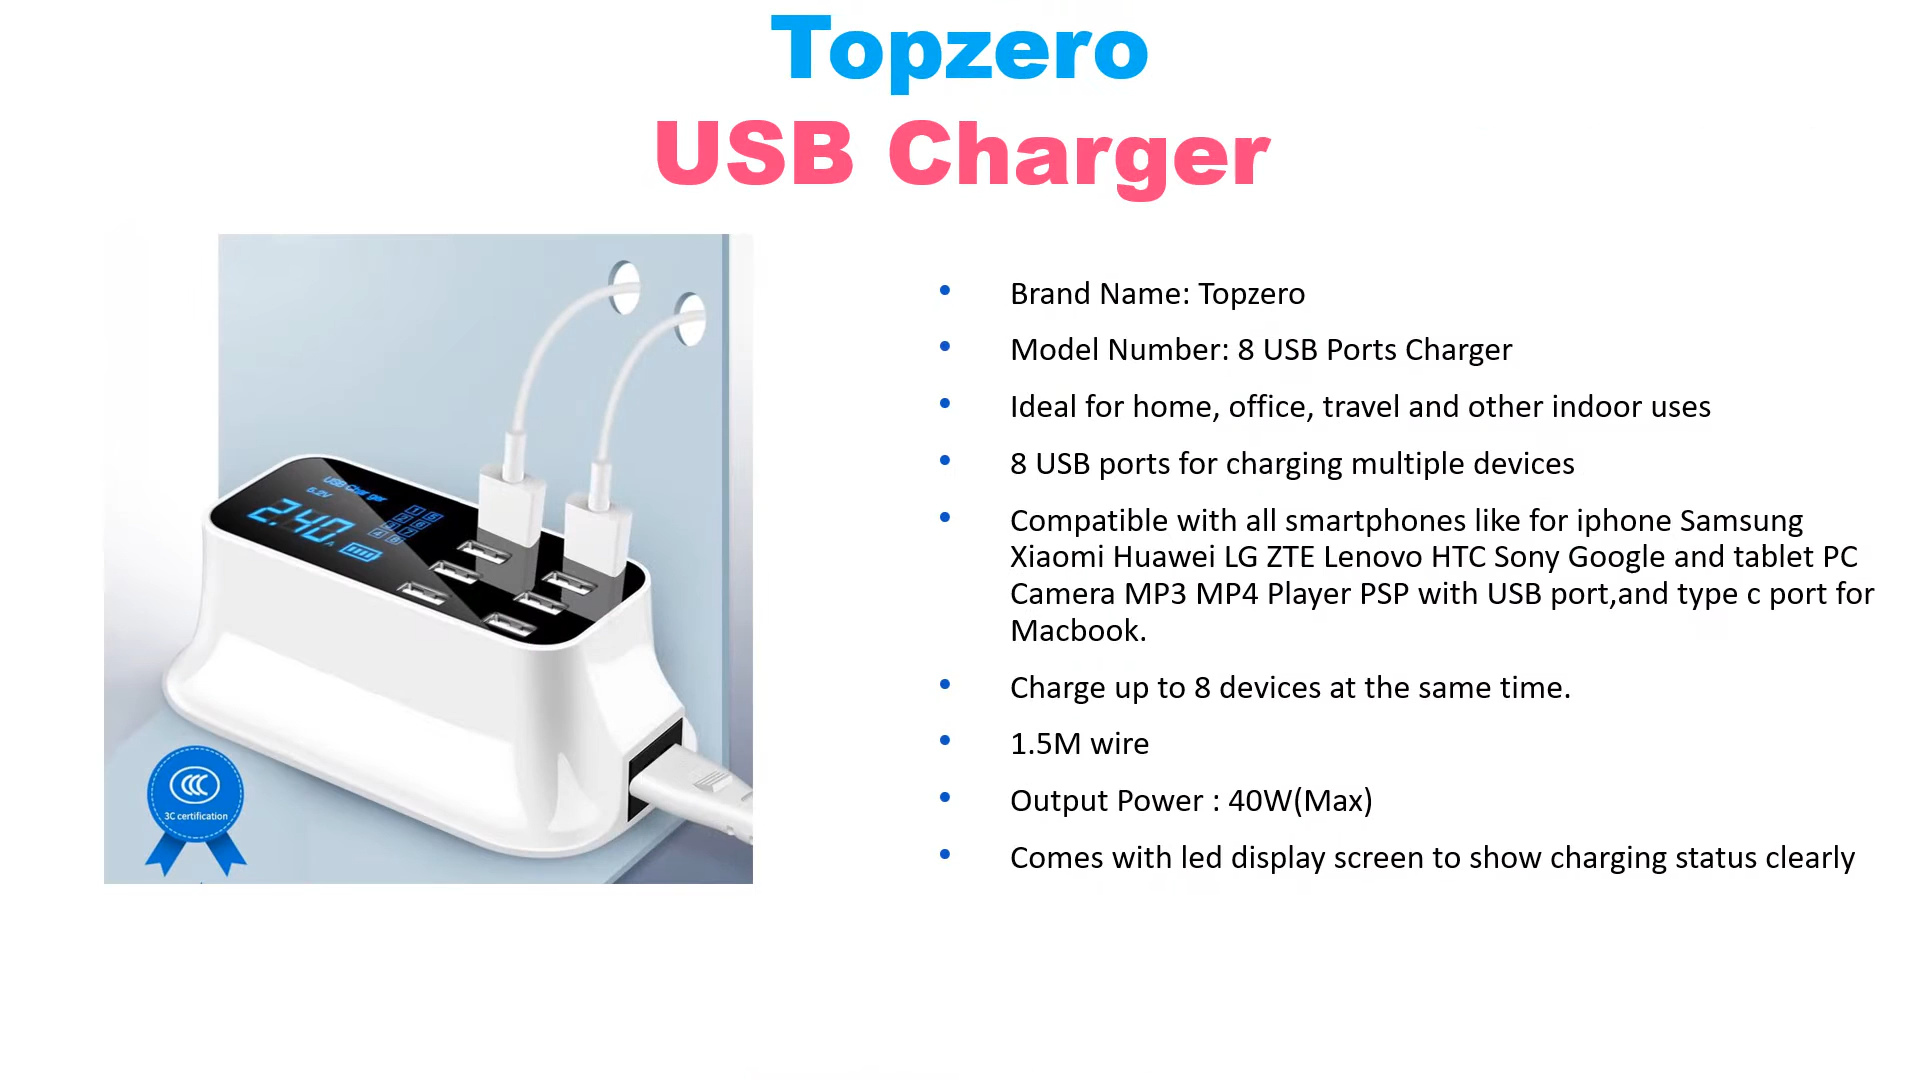 Topzero
USB Charger
USB Charger
5.2V
2.40
A
3C certification
Brand Name: Topzero
Model Number: 8 USB Ports Charger
Ideal for home, office, travel and other indoor uses
8 USB ports for charging multiple devices
Compatible with all smartphones like for iphone Samsung
Xiaomi Huawei LG ZTE Lenovo HTC Sony Google and tablet PC
Camera MP3 MP4 Player PSP with USB port,and type c port for
Macbook.
Charge up to 8 devices at the same time.
1.5M wire
Output Power : 40W(Max)
Comes with led display screen to show charging status clearly